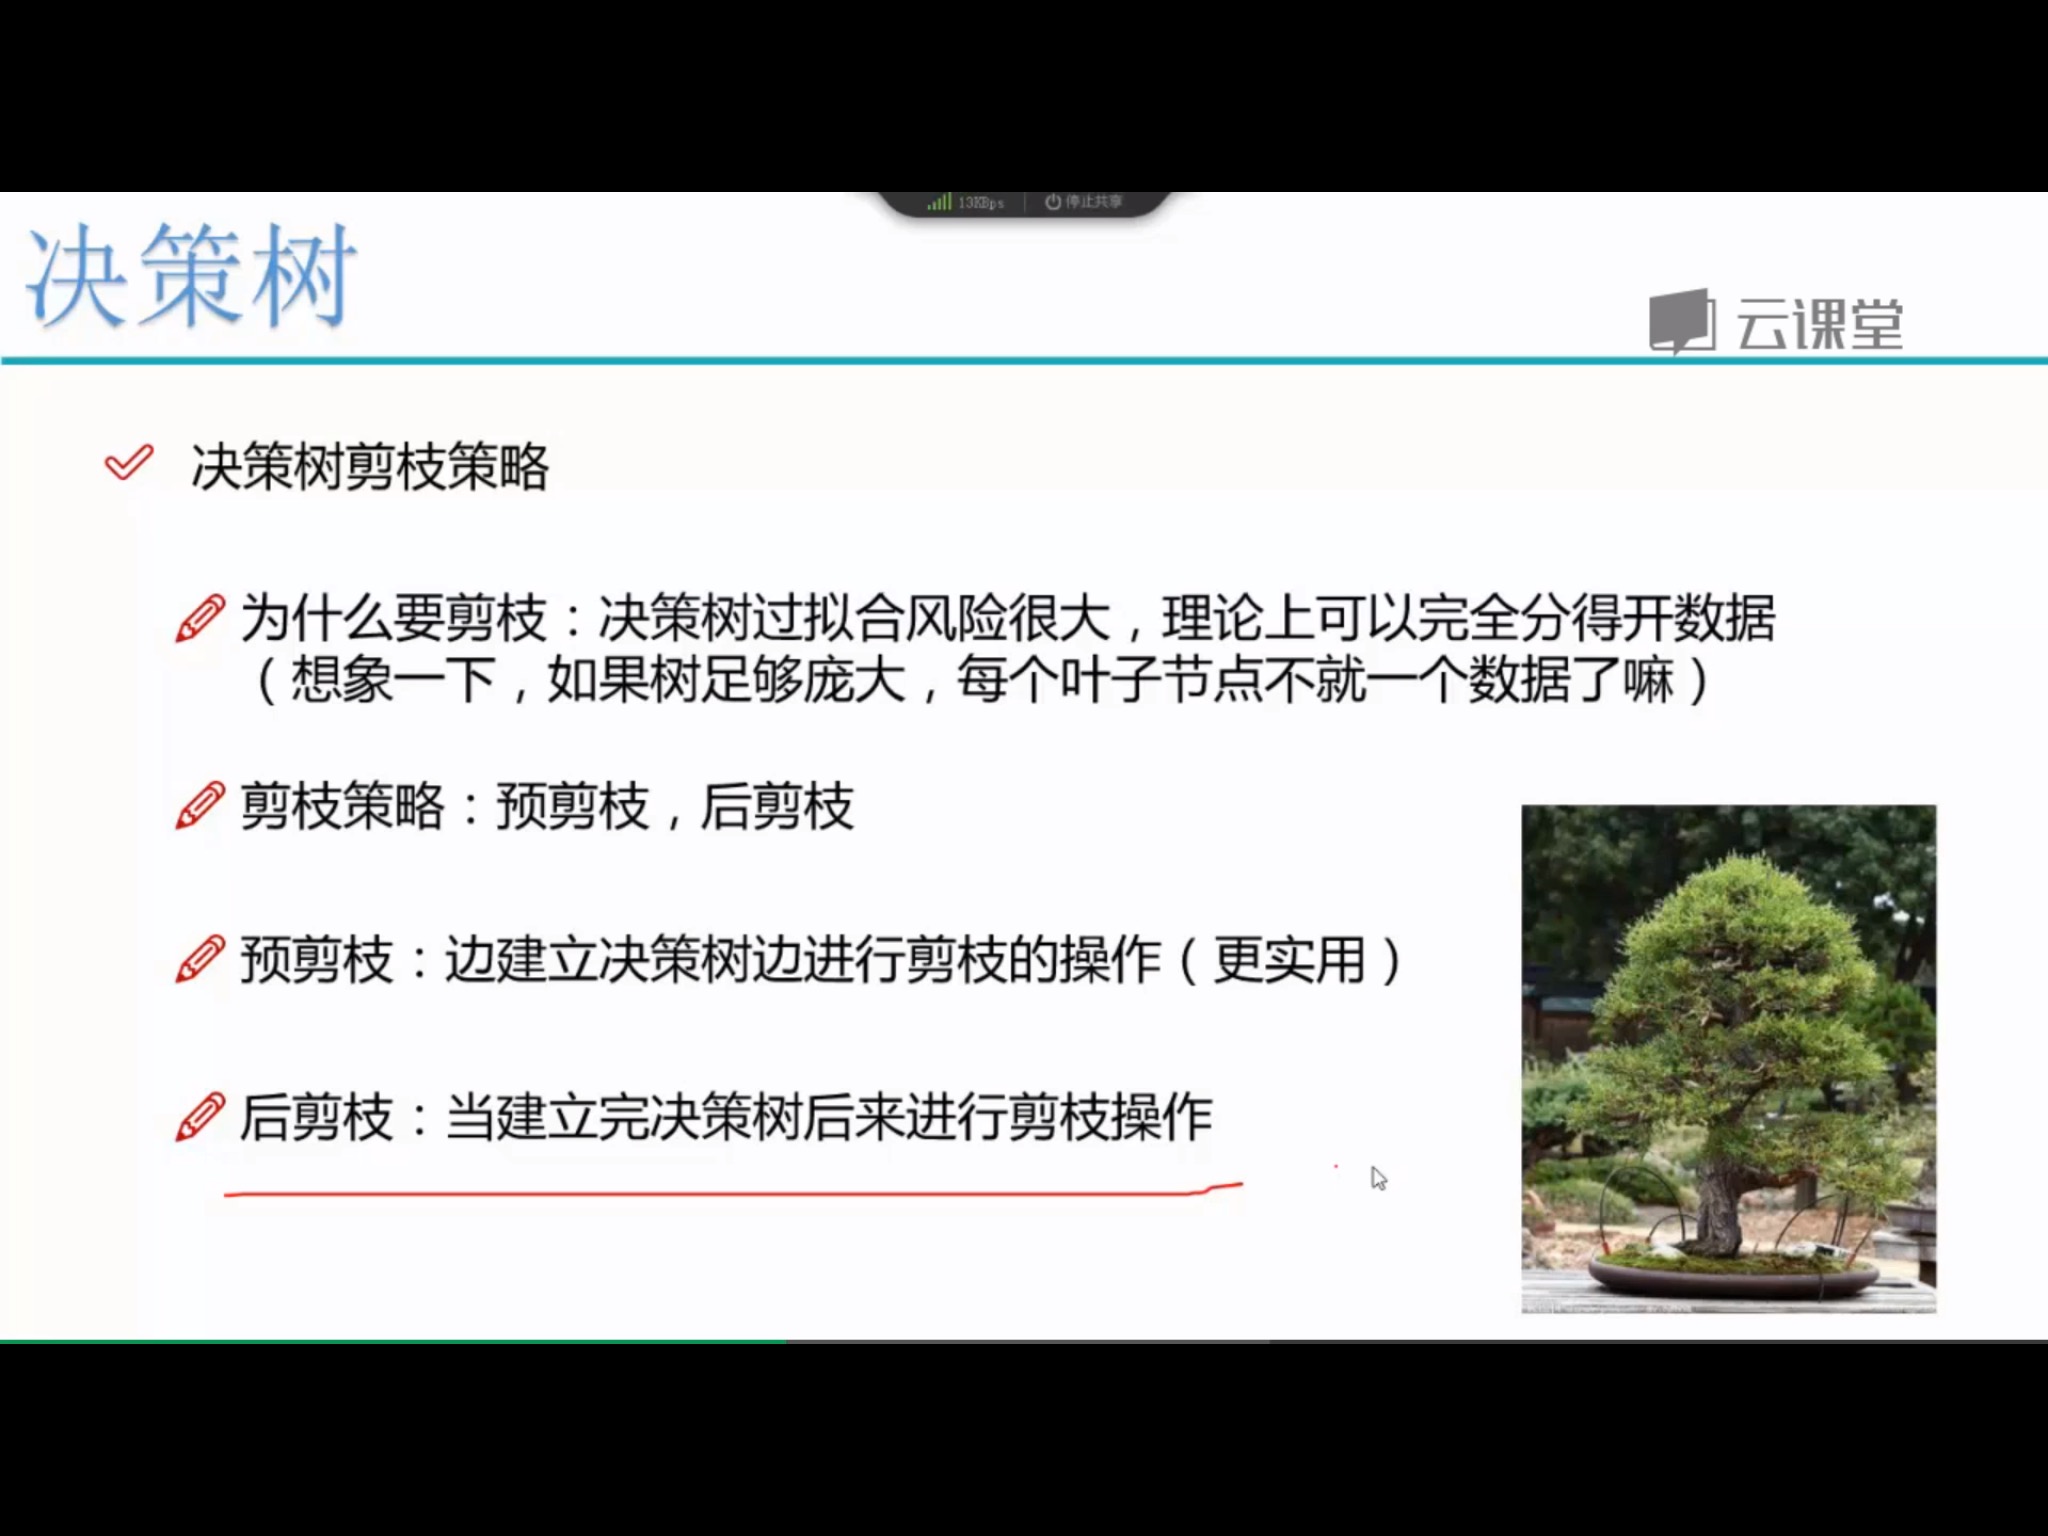 13KBps 停止共享
决策树
云课堂
决策树剪枝策略
为什么要剪枝：决策树过拟合风险很大，理论上可以完全分得开数据
（想象一下，如果树足够庞大，每个叶子节点不就一个数据了嘛）
剪枝策略：预剪枝，后剪枝
预剪枝：边建立决策树边进行剪枝的操作（更实用）
后剪枝：当建立完决策树后来进行剪枝操作